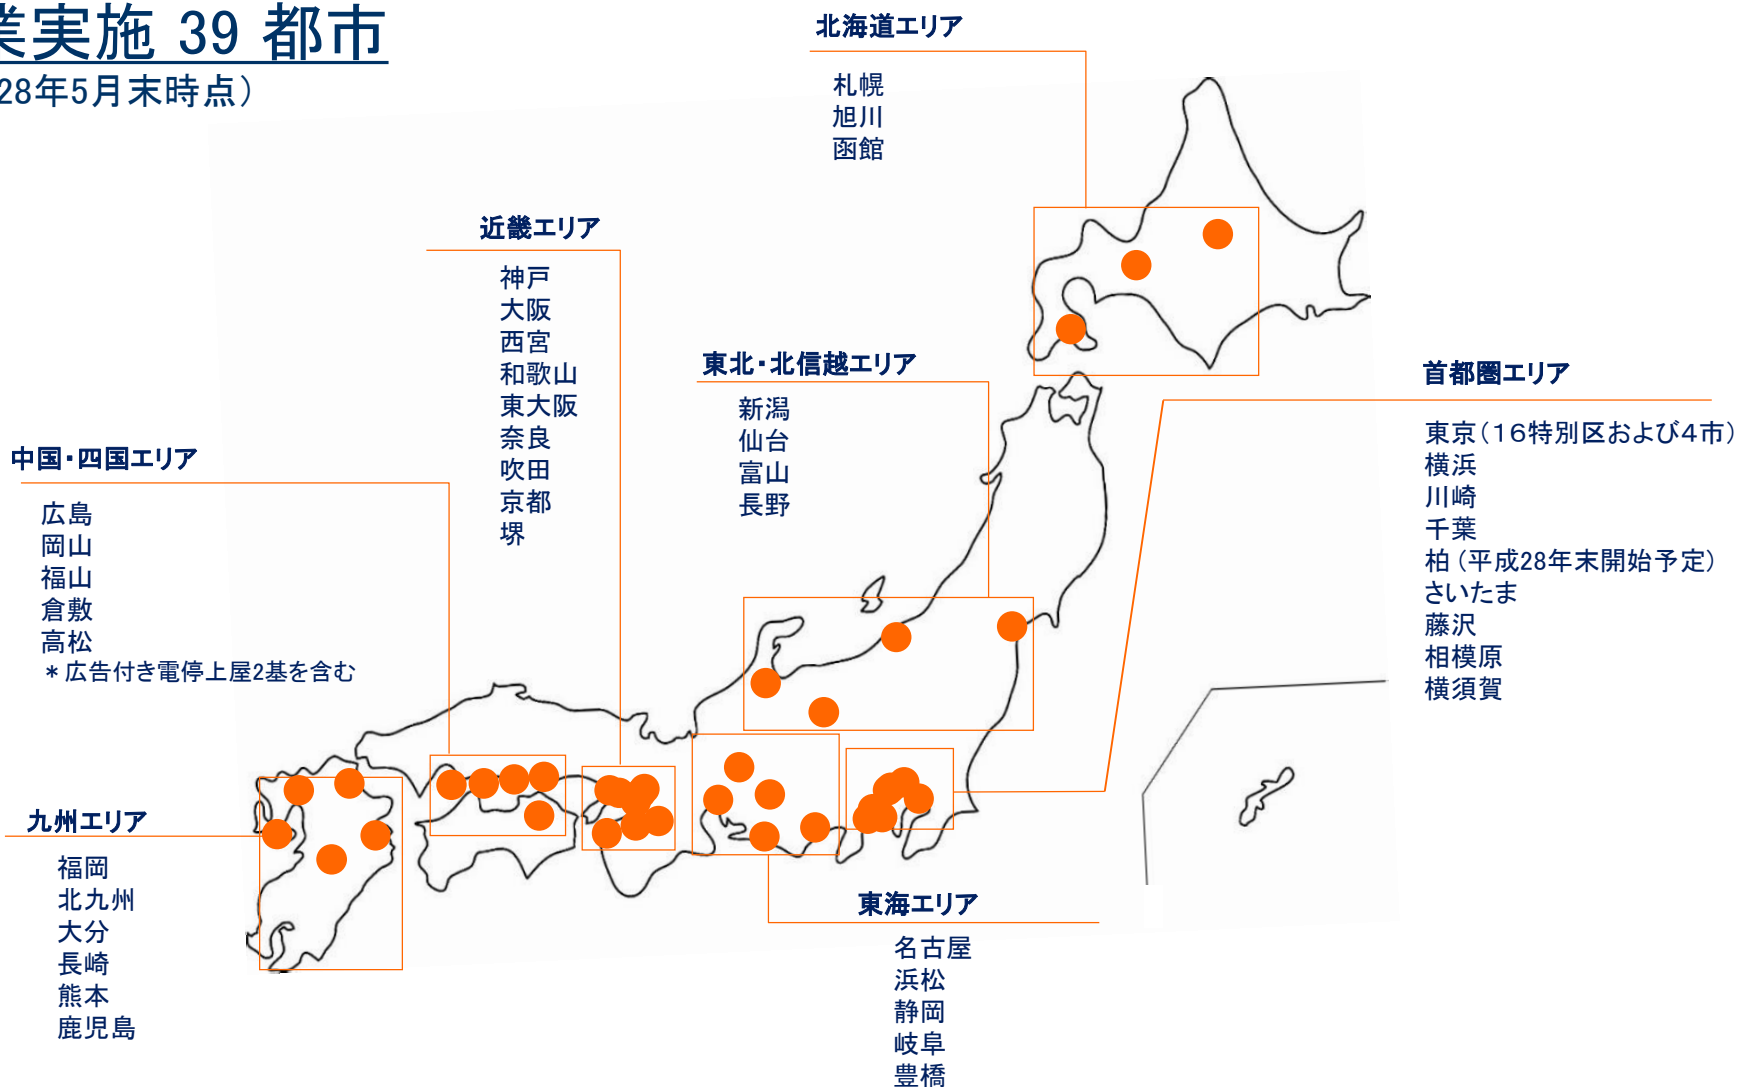 業実施 39 都市
28年5月末時点）
北海道エリア
札幌
旭川
函館
近畿エリア
神戸
大阪
西宮
和歌山
東大阪
奈良
吹田
京都
堺
東北・北信越エリア
新潟
仙台
富山
長野
首都圏エリア
東京（１６特別区および４市）
横浜
川崎
千葉
柏（平成28年末開始予定）
さいたま
藤沢
相模原
横須賀
中国・四国エリア
広島
岡山
福山
倉敷
高松
＊広告付き電停上屋2基を含む
九州エリア
福岡
北九州
大分
長崎
熊本
鹿児島
東海エリア
名古屋
浜松
静岡
岐阜
豊橋